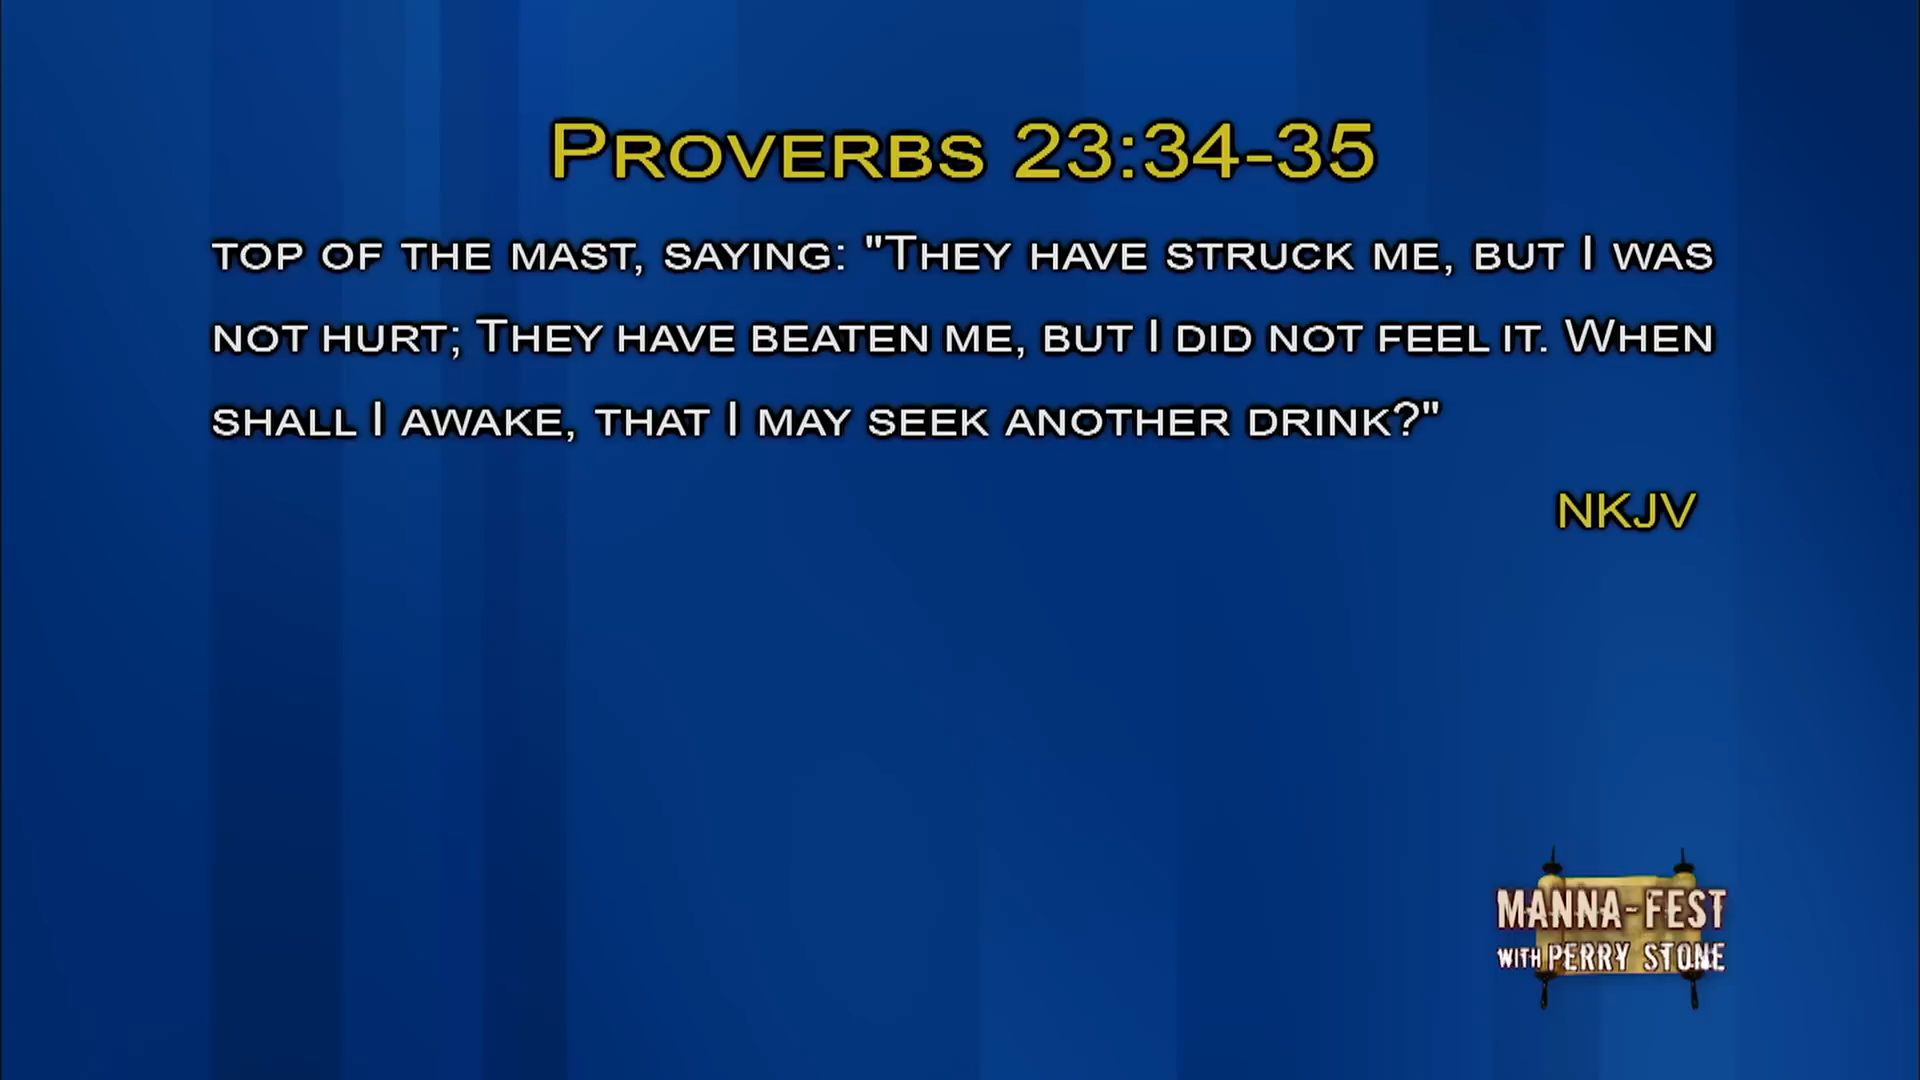 Proverbs 23:34-35
top of the mast, saying: "They have struck me, but I was
not hurt; They have beaten me, but I did not feel it. When
shall I awake, that I may seek another drink?"
NKJV
MANNA-FEST
WITH PERRY STONE